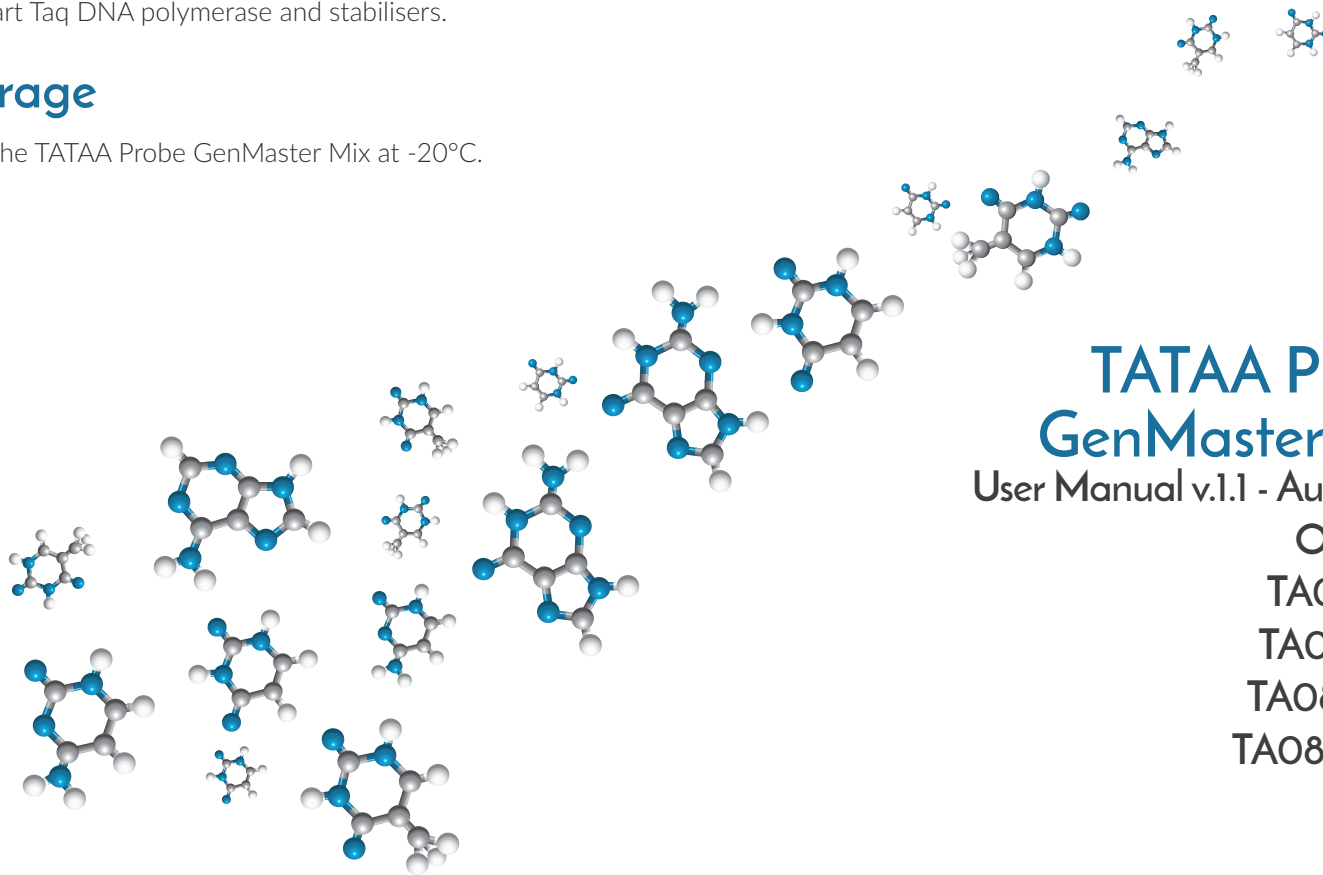 art Taq DNA polymerase and stabilisers.
rage
he TATAA Probe GenMaster Mix at -20°C.
TATAA P
GenMaster
User Manual v.1.1 - Au
TA0
TA0
TA08
TA08